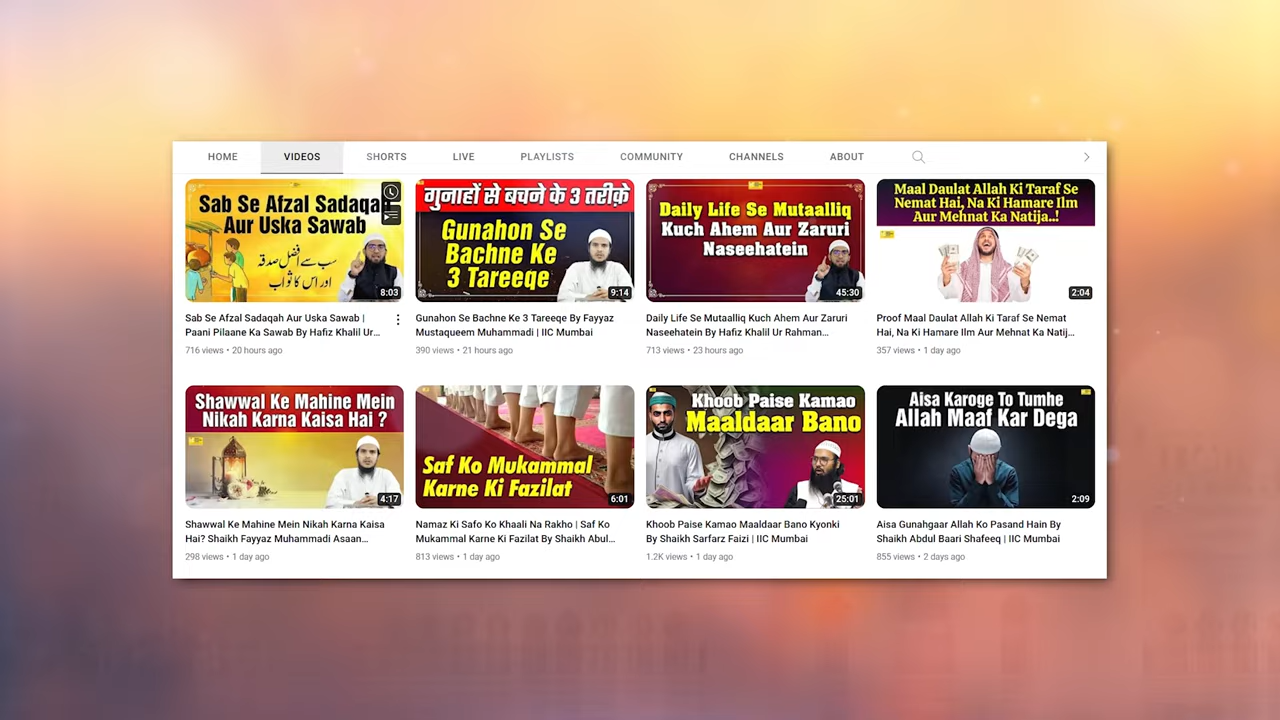 HOME
VIDEOS
SHORTS
LIVE
PLAYLISTS
COMMUNITY
CHANNELS
ABOUT
Sab Se Afzal Sadaqah
Aur Uska Sawab
سب سے افضل صدقہ
اور اس کا ثواب
8:03
गुनाहों से बचने के 3 तरीक़े
Gunahon Se
Bachne Ke
3 Tareeqe
9:14
Daily Life Se Mutaalliq
Kuch Ahem Aur Zaruri
Naseehatein
45:30
Maal Daulat Allah Ki Taraf Se
Nemat Hai, Na Ki Hamare Ilm
Aur Mehnat Ka Natija..!
2:04
Sab Se Afzal Sadaqah Aur Uska Sawab |
Paani Pilaane Ka Sawab By Hafiz Khalil Ur...
716 views • 20 hours ago
Gunahon Se Bachne Ke 3 Tareeqe By Fayyaz
Mustaqueem Muhammadi | IIC Mumbai
390 views • 21 hours ago
Daily Life Se Mutaalliq Kuch Ahem Aur Zaruri
Naseehatein By Hafiz Khalil Ur Rahman...
713 views • 23 hours ago
Proof Maal Daulat Allah Ki Taraf Se Nemat
Hai, Na Ki Hamare Ilm Aur Mehnat Ka Natij...
357 views • 1 day ago
Shawwal Ke Mahine Mein
Nikah Karna Kaisa Hai ?
4:17
Saf Ko Mukammal
Karne Ki Fazilat
6:01
Khoob Paise Kamao
Maaldaar Bano
25:01
Aisa Karoge To Tumhe
Allah Maaf Kar Dega
2:09
Shawwal Ke Mahine Mein Nikah Karna Kaisa
Hai? Shaikh Fayyaz Muhammadi Asaan...
298 views • 1 day ago
Namaz Ki Safo Ko Khaali Na Rakho | Saf Ko
Mukammal Karne Ki Fazilat By Shaikh Abul...
813 views • 1 day ago
Khoob Paise Kamao Maaldaar Bano Kyonki
By Shaikh Sarfarz Faizi | IIC Mumbai
1.2K views • 1 day ago
Aisa Gunahgaar Allah Ko Pasand Hain By
Shaikh Abdul Baari Shafeeq | IIC Mumbai
855 views • 2 days ago